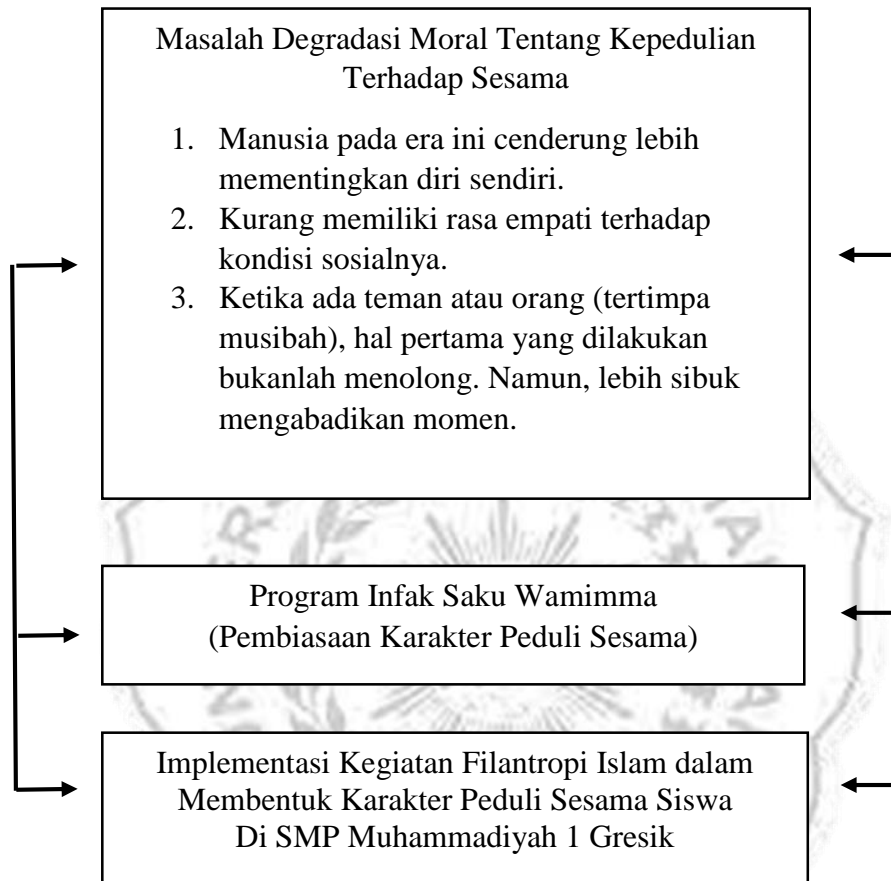 Masalah Degradasi Moral Tentang Kepedulian
Terhadap Sesama
1. Manusia pada era ini cenderung lebih
mementingkan diri sendiri.
2. Kurang memiliki rasa empati terhadap
kondisi sosialnya.
3. Ketika ada teman atau orang (tertimpa
musibah), hal pertama yang dilakukan
bukanlah menolong. Namun, lebih sibuk
mengabadikan momen.
Program Infak Saku Wamimma
(Pembiasaan Karakter Peduli Sesama)
Implementasi Kegiatan Filantropi Islam dalam
Membentuk Karakter Peduli Sesama Siswa
Di SMP Muhammadiyah 1 Gresik